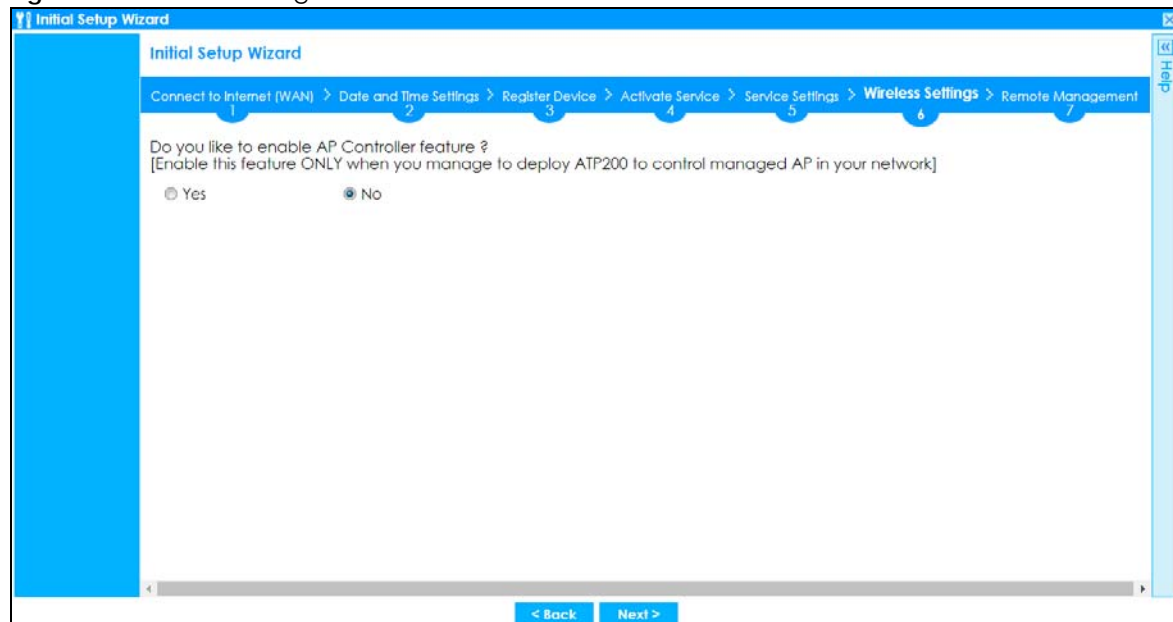 Initial Setup Wizard
Initial Setup Wizard
Connect to Internet (WAN) > Date and Time Settings > Register Device > Activate Service > Service Settings > Wireless Settings > Remote Management
1 2 3 4 5 6 7
Do you like to enable AP Controller feature ?
[Enable this feature ONLY when you manage to deploy ATP200 to control managed AP in your network]
Yes No
Help
< Back Next >